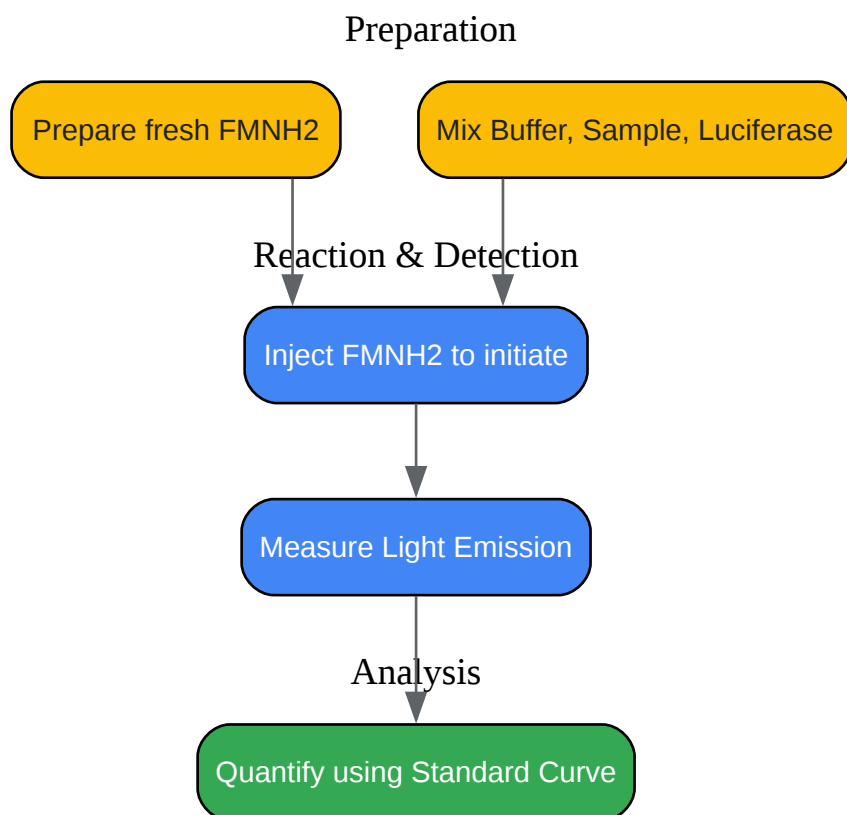 Preparation
Prepare fresh FMNH2
Mix Buffer, Sample, Luciferase
Reaction & Detection
Inject FMNH2 to initiate
Measure Light Emission
Analysis
Quantify using Standard Curve